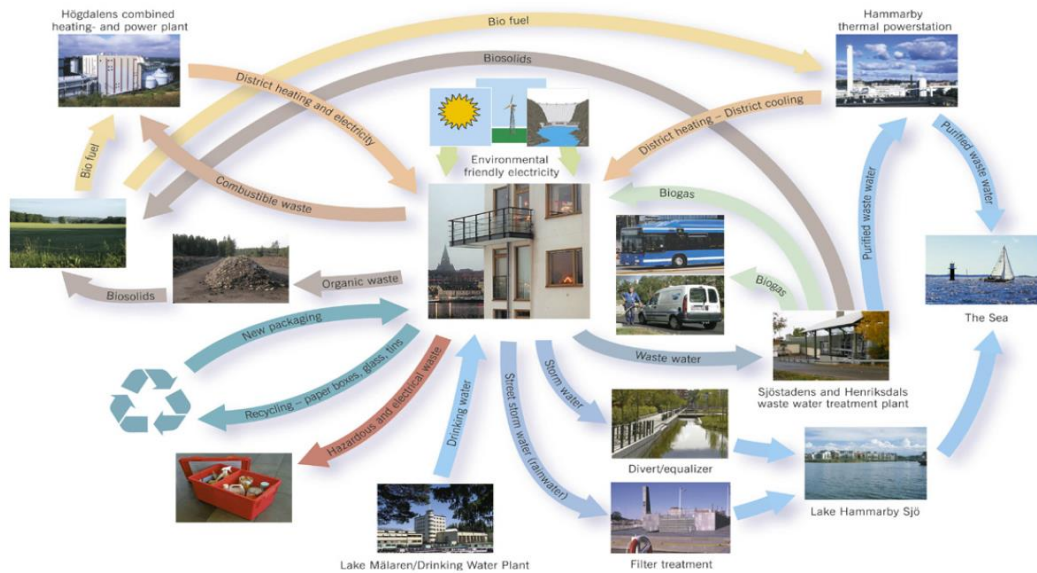 Högdalens combined
heating- and power plant
Bio fuel
Hammarby
thermal powerstation
Biosolids
District heating and electricity
District heating – District cooling
Purified waste water
Bio fuel
Combustible waste
Environmental
friendly electricity
Biogas
Purified waste water
Biogas
Organic waste
Biosolids
The Sea
New packaging
Waste water
Sjöstadens and Henriksdals
waste water treatment plant
Recycling – paper boxes, glass, tins
Hazardous and electrical waste
Drinking water
Street storm water (rainwater)
Storm water
Divert/equalizer
Lake Hammarby Sjö
Lake Mälaren/Drinking Water Plant
Filter treatment